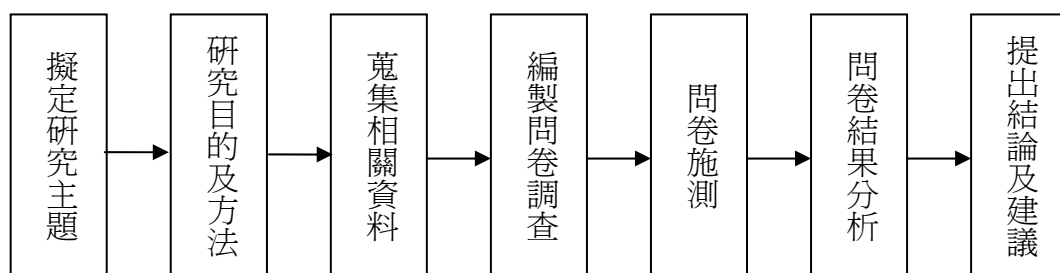 擬定研究主題
研究目的及方法
蒐集相關資料
編製問卷調查
問卷施測
問卷結果分析
提出結論及建議